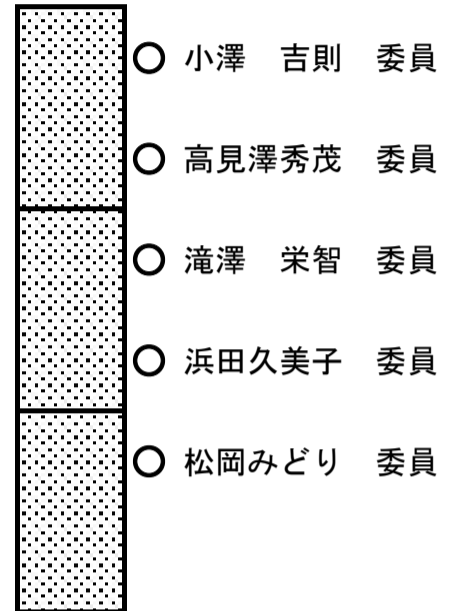 ○ 小澤　吉則　委員
○ 高見澤秀茂　委員
○ 滝澤　栄智　委員
○ 浜田久美子　委員
○ 松岡みどり　委員